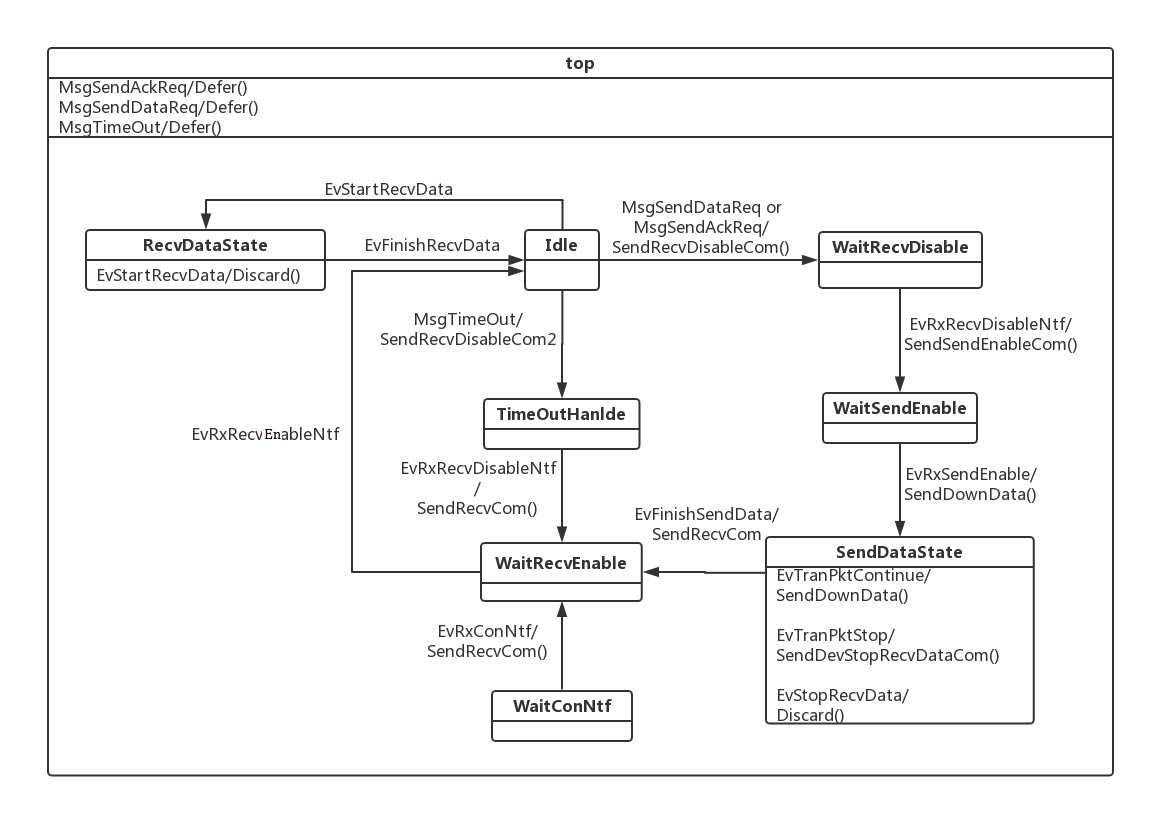 top
MsgSendAckReq/Defer()
MsgSendDataReq/Defer()
MsgTimeOut/Defer()
EvStartRecvData
MsgSendDataReq or
MsgSendAckReq/
SendRecvDisableCom()
RecvDataState
EvStartRecvData/Discard()
EvFinishRecvData
Idle
WaitRecvDisable
MsgTimeOut/
SendRecvDisableCom2
EvRxRecvDisableNtf/
SendSendEnableCom()
TimeOutHanlde
WaitSendEnable
EvRxRecvEnableNtf
EvRxRecvDisableNtf
/
SendRecvCom()
EvRxSendEnable/
SendDownData()
EvFinishSendData/
SendRecvCom
WaitRecvEnable
SendDataState
EvTranPktContinue/
SendDownData()
EvTranPktStop/
SendDevStopRecvDataCom()
EvStopRecvData/
Discard()
EvRxConNtf/
SendRecvCom()
WaitConNtf